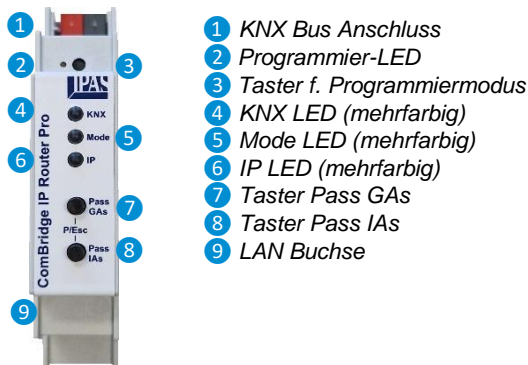 1 KNX Bus Anschluss
2 Programmier-LED
3 Taster f. Programmiermodus
4 KNX LED (mehrfarbig)
5 Mode LED (mehrfarbig)
6 IP LED (mehrfarbig)
7 Taster Pass GAs
8 Taster Pass IAs
9 LAN Buchse
1
2
3
IPAS
4
KNX
Mode
5
6
IP
ComBridge IP Router Pro
Pass
GAs
7
P/Esc
Pass
IAs
8
9